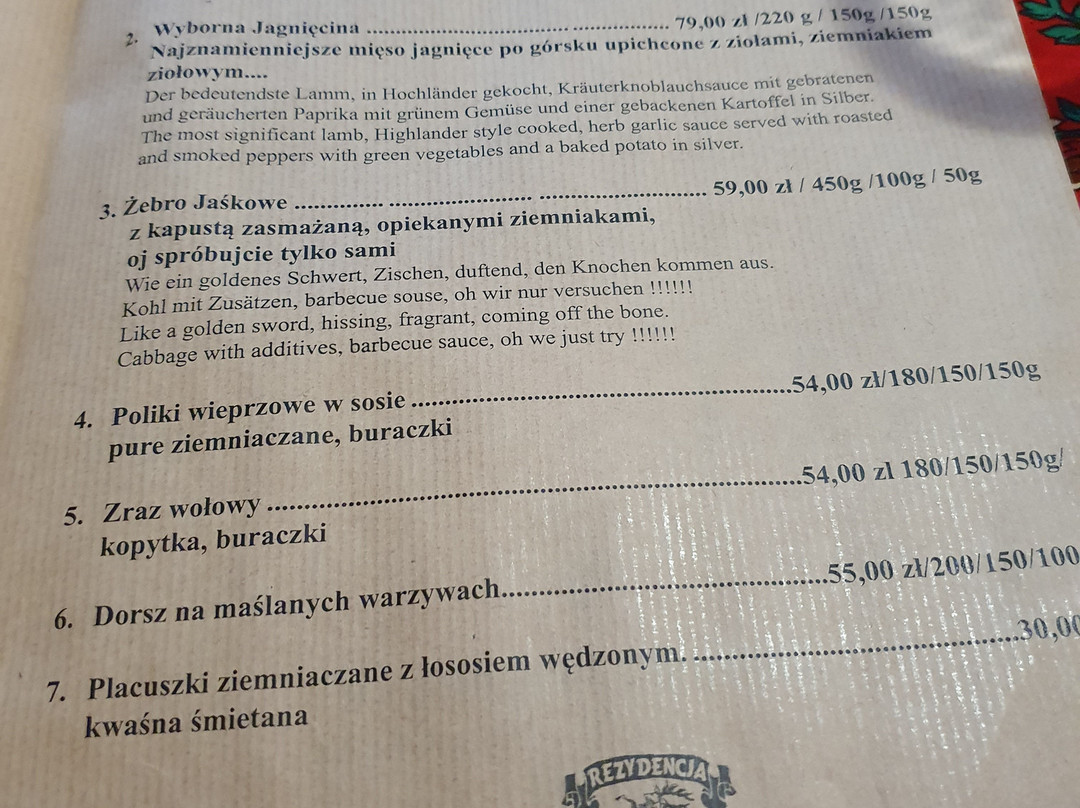 2. Wyborna Jagnięcina ................................ ................... 79,00 zł /220 g / 150g /150g
Najznamienniejsze mięso jagnięce po górsku upichcone z ziołami, ziemniakiem
ziołowym....
Der bedeutendste Lamm, in Hochländer gekocht, Kräuterknoblauchsauce mit gebratenen
und geräucherten Paprika mit grünem Gemüse und einer gebackenen Kartoffel in Silber.
The most significant lamb, Highlander style cooked, herb garlic sauce served with roasted
and smoked peppers with green vegetables and a baked potato in silver.
3. Żebro Jaśkowe ............... ........................ ............................ 59,00 zł / 450g /100g / 50g
z kapustą zasmażaną, opiekanymi ziemniakami,
oj spróbujcie tylko sami
Wie ein goldenes Schwert, Zischen, duftend, den Knochen kommen aus.
Kohl mit Zusätzen, barbecue souse, oh wir nur versuchen !!!!!!
Like a golden sword, hissing, fragrant, coming off the bone.
Cabbage with additives, barbecue sauce, oh we just try !!!!!!
4. Poliki wieprzowe w sosie ......................................................54,00 zł/180/150/150g
pure ziemniaczane, buraczki
5. Zraz wołowy ..............................................................................54,00 zl 180/150/150g/
kopytka, buraczki
6. Dorsz na maślanych warzywach...............................................55,00 zł/200/150/100
7. Placuszki ziemniaczane z łososiem wędzonym. ..............................................30,00
kwaśna śmietana
REZYDENCJA